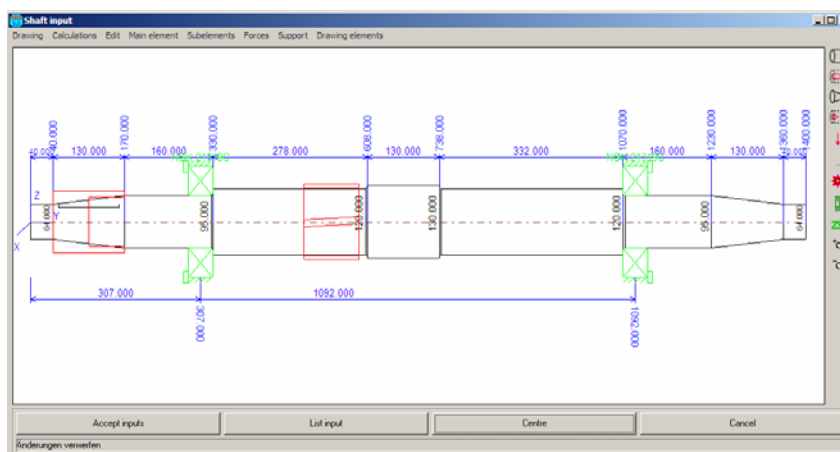 Shaft input
Drawing Calculations Edit Main element Subelements Forces Support Drawing elements
40.000 170.000 330.000 608.000 738.000 1070.000 1230.000 1360.000 1400.000
40.000 130.000 160.000 278.000 130.000 332.000 160.000 130.000
Z
Y
X
64.000 95.000 120.000 130.000 120.000 95.000 64.000
307.000 1092.000
307.000 1092.000
Accept inputs List input Centre Cancel
Änderungen verwerfen